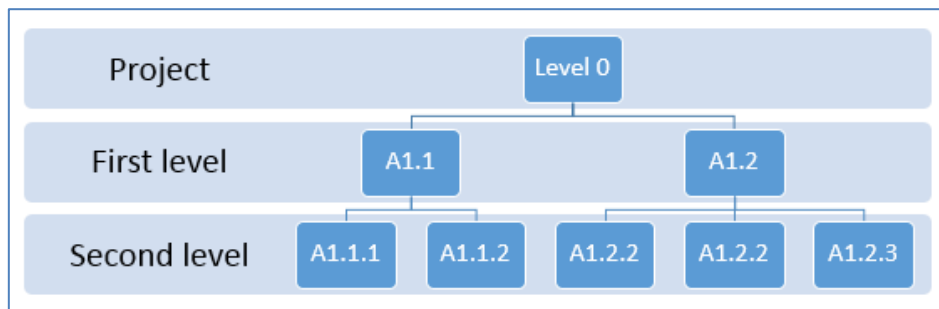 Project
Level 0
First level
A1.1
A1.2
Second level
A1.1.1
A1.1.2
A1.2.2
A1.2.2
A1.2.3